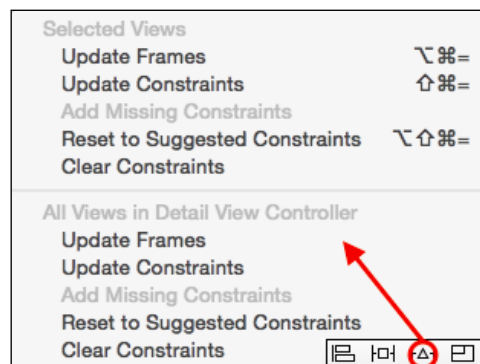 Selected Views
Update Frames ⌥⌘=
Update Constraints ⇧⌘=
Add Missing Constraints
Reset to Suggested Constraints ⌥⇧⌘=
Clear Constraints
All Views in Detail View Controller
Update Frames
Update Constraints
Add Missing Constraints
Reset to Suggested Constraints
Clear Constraints